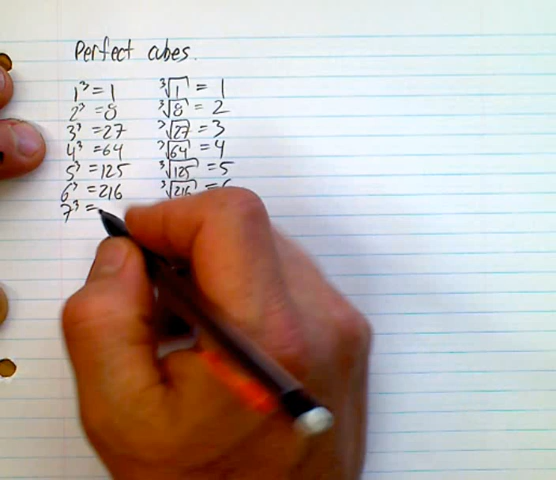 Perfect cubes.
1³ = 1 ³√1 = 1
2³ = 8 ³√8 = 2
3³ = 27 ³√27 = 3
4³ = 64 ³√64 = 4
5³ = 125 ³√125 = 5
6³ = 216 ³√216 = 6
7³ =